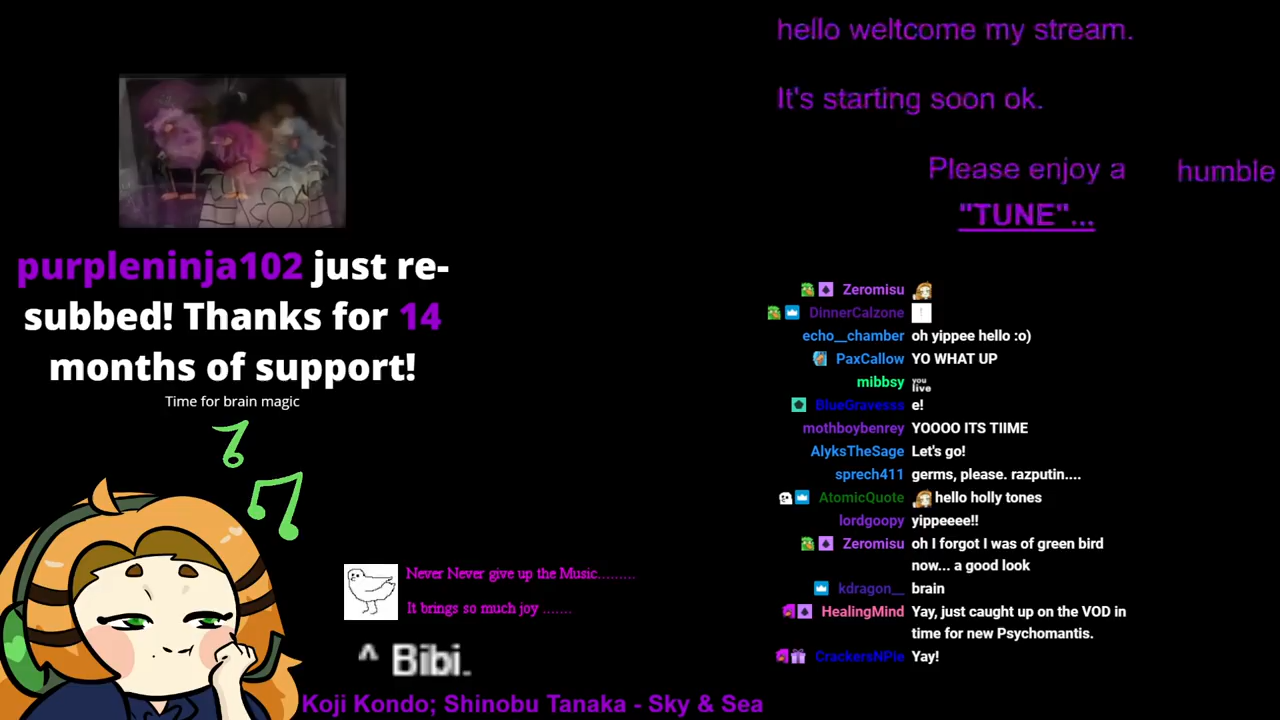 hello weltcome my stream.
It's starting soon ok.
Please enjoy a humble
"TUNE"...
purpleninja102 just re-
subbed! Thanks for 14
months of support!
Time for brain magic
Zeromisu
DinnerCalzone
echo__chamber oh yippee hello :o)
PaxCallow YO WHAT UP
mibbsy you live
BlueGravesss e!
mothboybenrey YOOOO ITS TIIME
AlyksTheSage Let's go!
sprech411 germs, please. razputin....
AtomicQuote hello holly tones
lordgoopy yippeeee!!
Zeromisu oh I forgot I was of green bird
now... a good look
kdragon__ brain
HealingMind Yay, just caught up on the VOD in
time for new Psychomantis.
CrackersNPie Yay!
Never Never give up the Music.........
It brings so much joy .......
^ Bibi.
Koji Kondo; Shinobu Tanaka - Sky & Sea